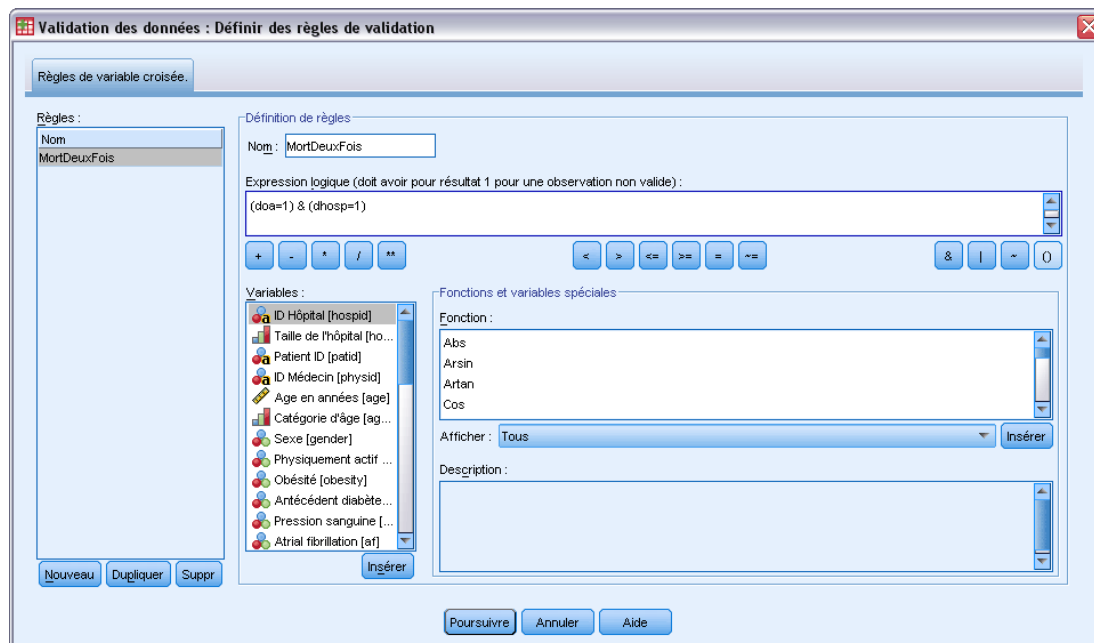 Validation des données : Définir des règles de validation
Règles de variable croisée.
Règles :
Nom
MortDeuxFois
Définition de règles
Nom : MortDeuxFois
Expression logique (doit avoir pour résultat 1 pour une observation non valide) :
(doa=1) & (dhosp=1)
+ - * / ** < > <= >= = ~= & | ~ ()
Variables :
ID Hôpital [hospid]
Taille de l'hôpital [ho...
Patient ID [patid]
ID Médecin [physid]
Age en années [age]
Catégorie d'âge [ag...
Sexe [gender]
Physiquement actif ...
Obésité [obesity]
Antécédent diabète...
Pression sanguine [...
Atrial fibrillation [af]
Insérer
Fonctions et variables spéciales
Fonction :
Abs
Arsin
Artan
Cos
Afficher : Tous
Insérer
Description :
Nouveau Dupliquer Suppr
Poursuivre Annuler Aide